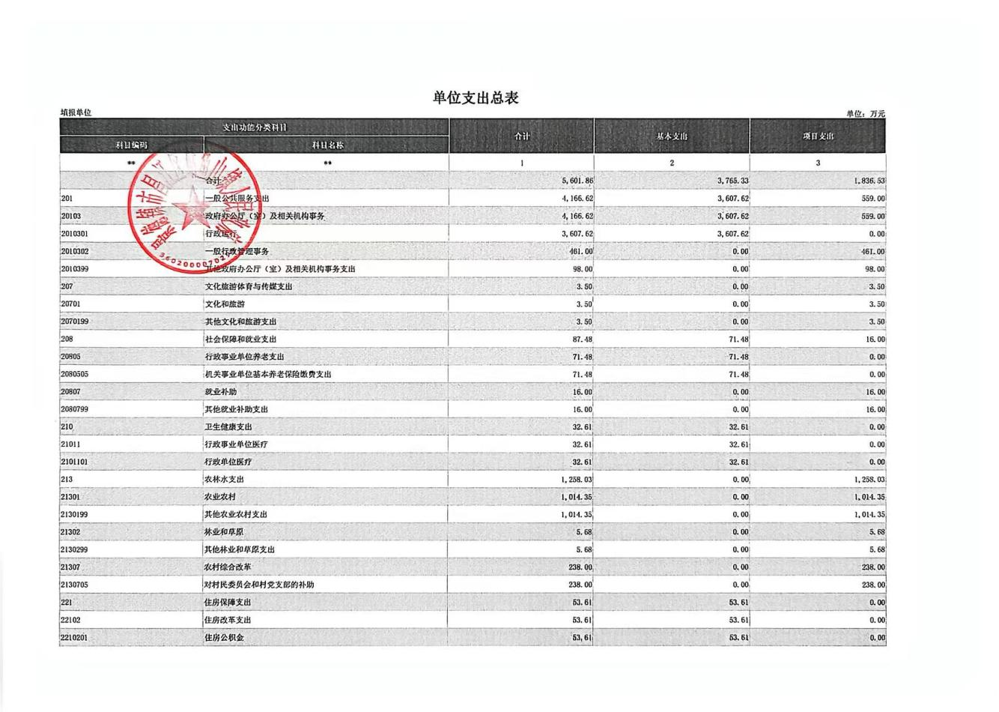 单位支出总表
填报单位 单位：万元
支出功能分类科目 合计 基本支出 项目支出
科目编码 科目名称
** ** 1 2 3
合计 5,601.86 3,765.33 1,836.53
201 一般公共服务支出 4,166.62 3,607.62 559.00
20103 政府办公厅（室）及相关机构事务 4,166.62 3,607.62 559.00
2010301 行政运行 3,607.62 3,607.62 0.00
2010302 一般行政管理事务 461.00 0.00 461.00
2010399 其他政府办公厅（室）及相关机构事务支出 98.00 0.00 98.00
207 文化旅游体育与传媒支出 3.50 0.00 3.50
20701 文化和旅游 3.50 0.00 3.50
2070199 其他文化和旅游支出 3.50 0.00 3.50
208 社会保障和就业支出 87.48 71.48 16.00
20805 行政事业单位养老支出 71.48 71.48 0.00
2080505 机关事业单位基本养老保险缴费支出 71.48 71.48 0.00
20807 就业补助 16.00 0.00 16.00
2080799 其他就业补助支出 16.00 0.00 16.00
210 卫生健康支出 32.61 32.61 0.00
21011 行政事业单位医疗 32.61 32.61 0.00
2101101 行政单位医疗 32.61 32.61 0.00
213 农林水支出 1,258.03 0.00 1,258.03
21301 农业农村 1,014.35 0.00 1,014.35
2130199 其他农业农村支出 1,014.35 0.00 1,014.35
21302 林业和草原 5.68 0.00 5.68
2130299 其他林业和草原支出 5.68 0.00 5.68
21307 农村综合改革 238.00 0.00 238.00
2130705 对村民委员会和村党支部的补助 238.00 0.00 238.00
221 住房保障支出 53.61 53.61 0.00
22102 住房改革支出 53.61 53.61 0.00
2210201 住房公积金 53.61 53.61 0.00